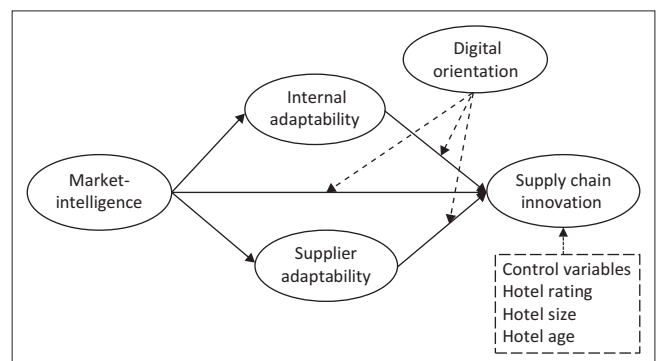 Digital
orientation
Internal
adaptability
Market-
intelligence
Supply chain
innovation
Supplier
adaptability
Control variables
Hotel rating
Hotel size
Hotel age